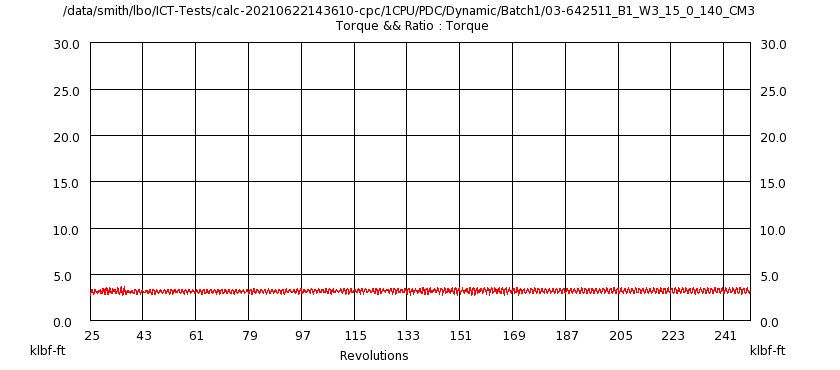 /data/smith/lbo/ICT-Tests/calc-20210622143610-cpc/1CPU/PDC/Dynamic/Batch1/03-642511_B1_W3_15_0_140_CM3
Torque && Ratio : Torque
30.0 30.0
25.0 25.0
20.0 20.0
15.0 15.0
10.0 10.0
5.0 5.0
0.0 0.0
25 43 61 79 97 115 133 151 169 187 205 223 241
klbf-ft klbf-ft
Revolutions